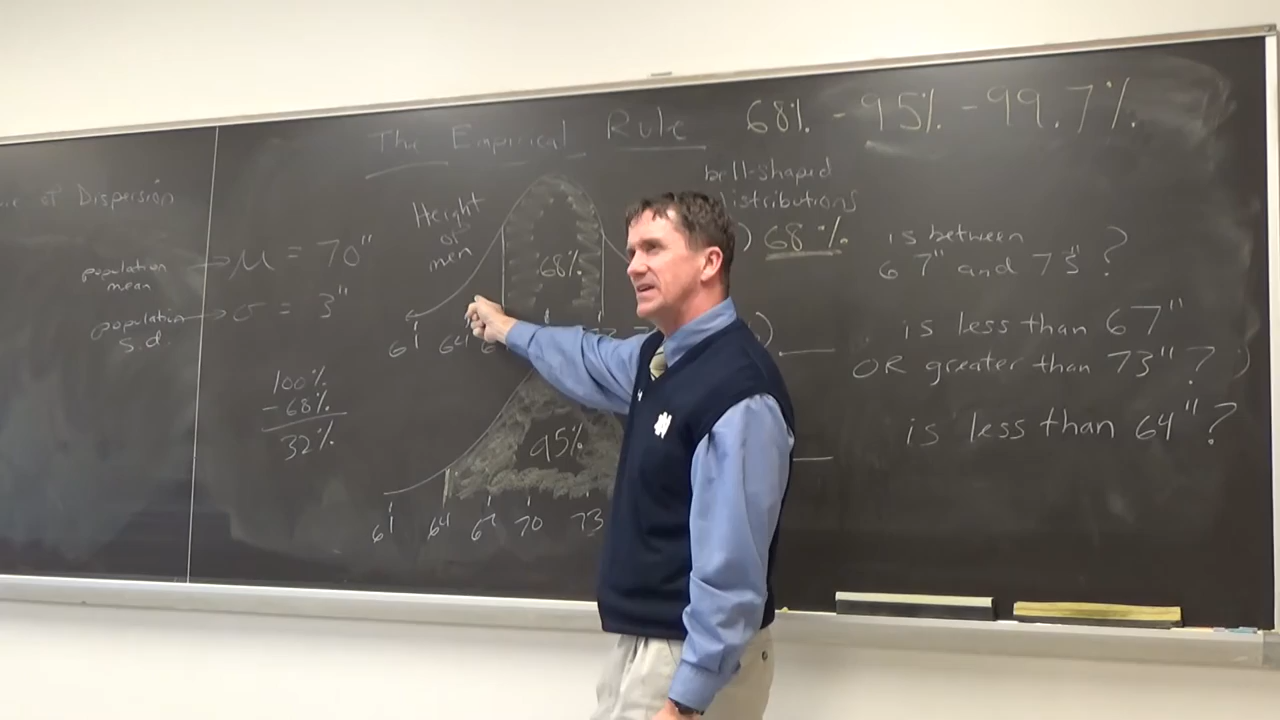 The Empirical Rule
68% - 95% - 99.7%
of Dispersion
population
mean
μ = 70"
population
s.d.
σ = 3"
100%
- 68%
32%
Height
of
men
68%
61 64
95%
61 64 67 70 73
bell-shaped
distributions
) 68%
is between
67" and 73"?
is less than 67"
OR greater than 73"?)
is less than 64"?